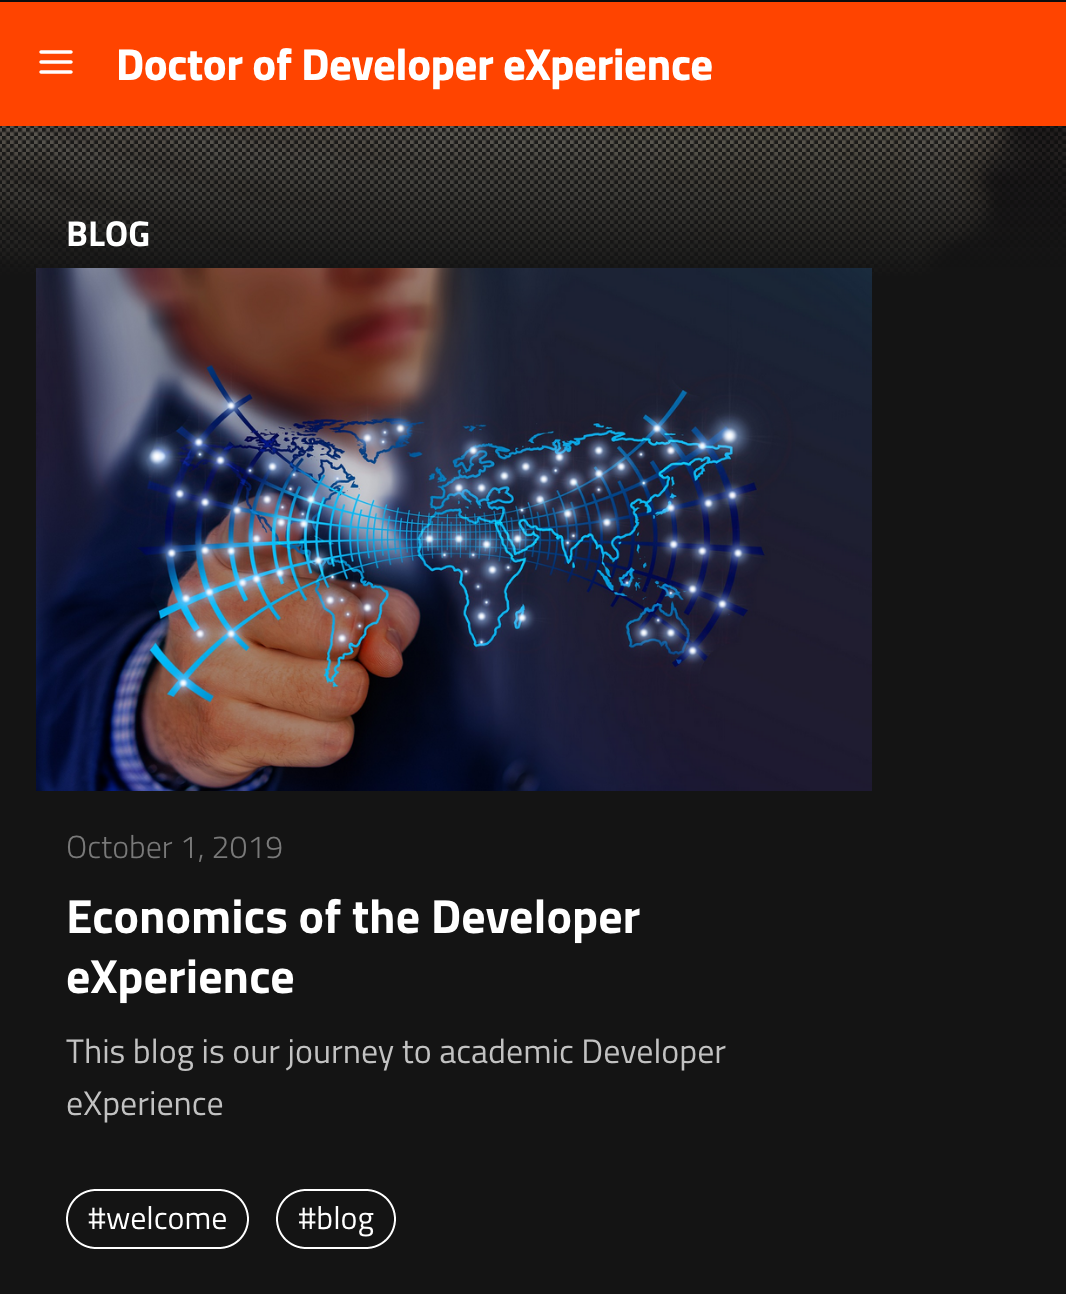 Doctor of Developer eXperience
BLOG
October 1, 2019
Economics of the Developer
eXperience
This blog is our journey to academic Developer
eXperience
#welcome #blog